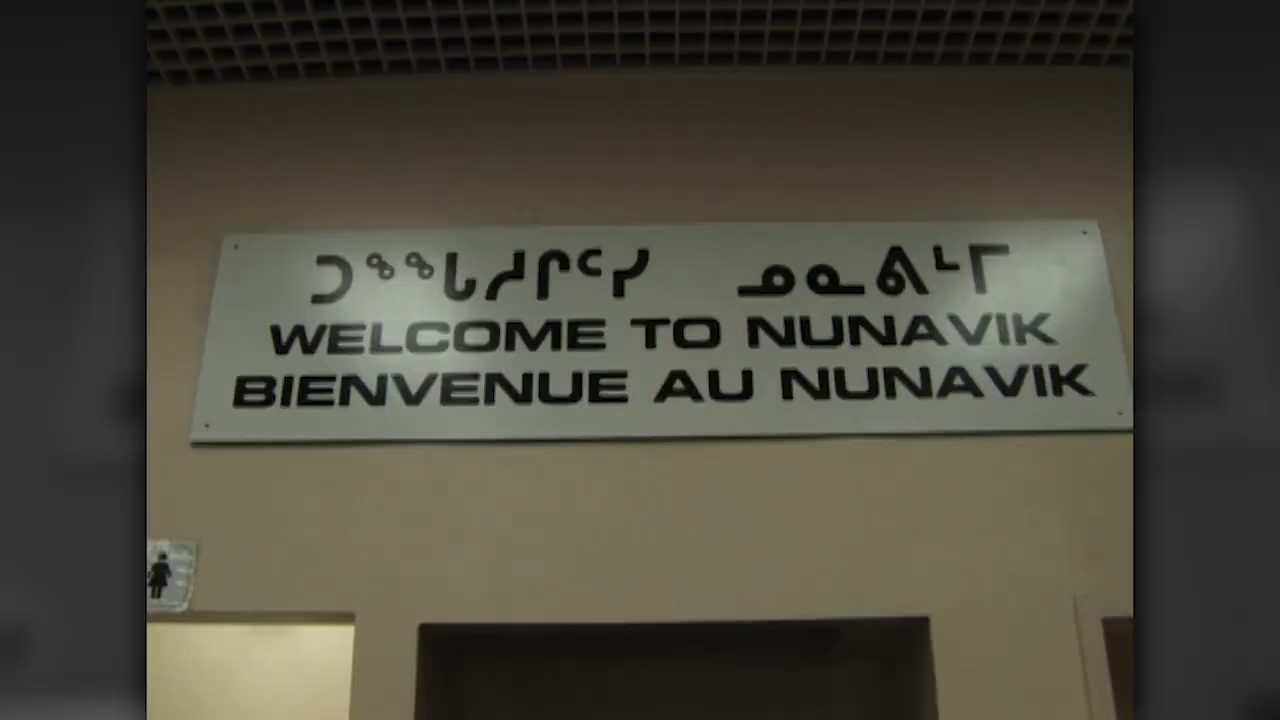 ᑐᙵᓱᒋᑦᓯ ᓄᓇᕕᒻᒥ
WELCOME TO NUNAVIK
BIENVENUE AU NUNAVIK